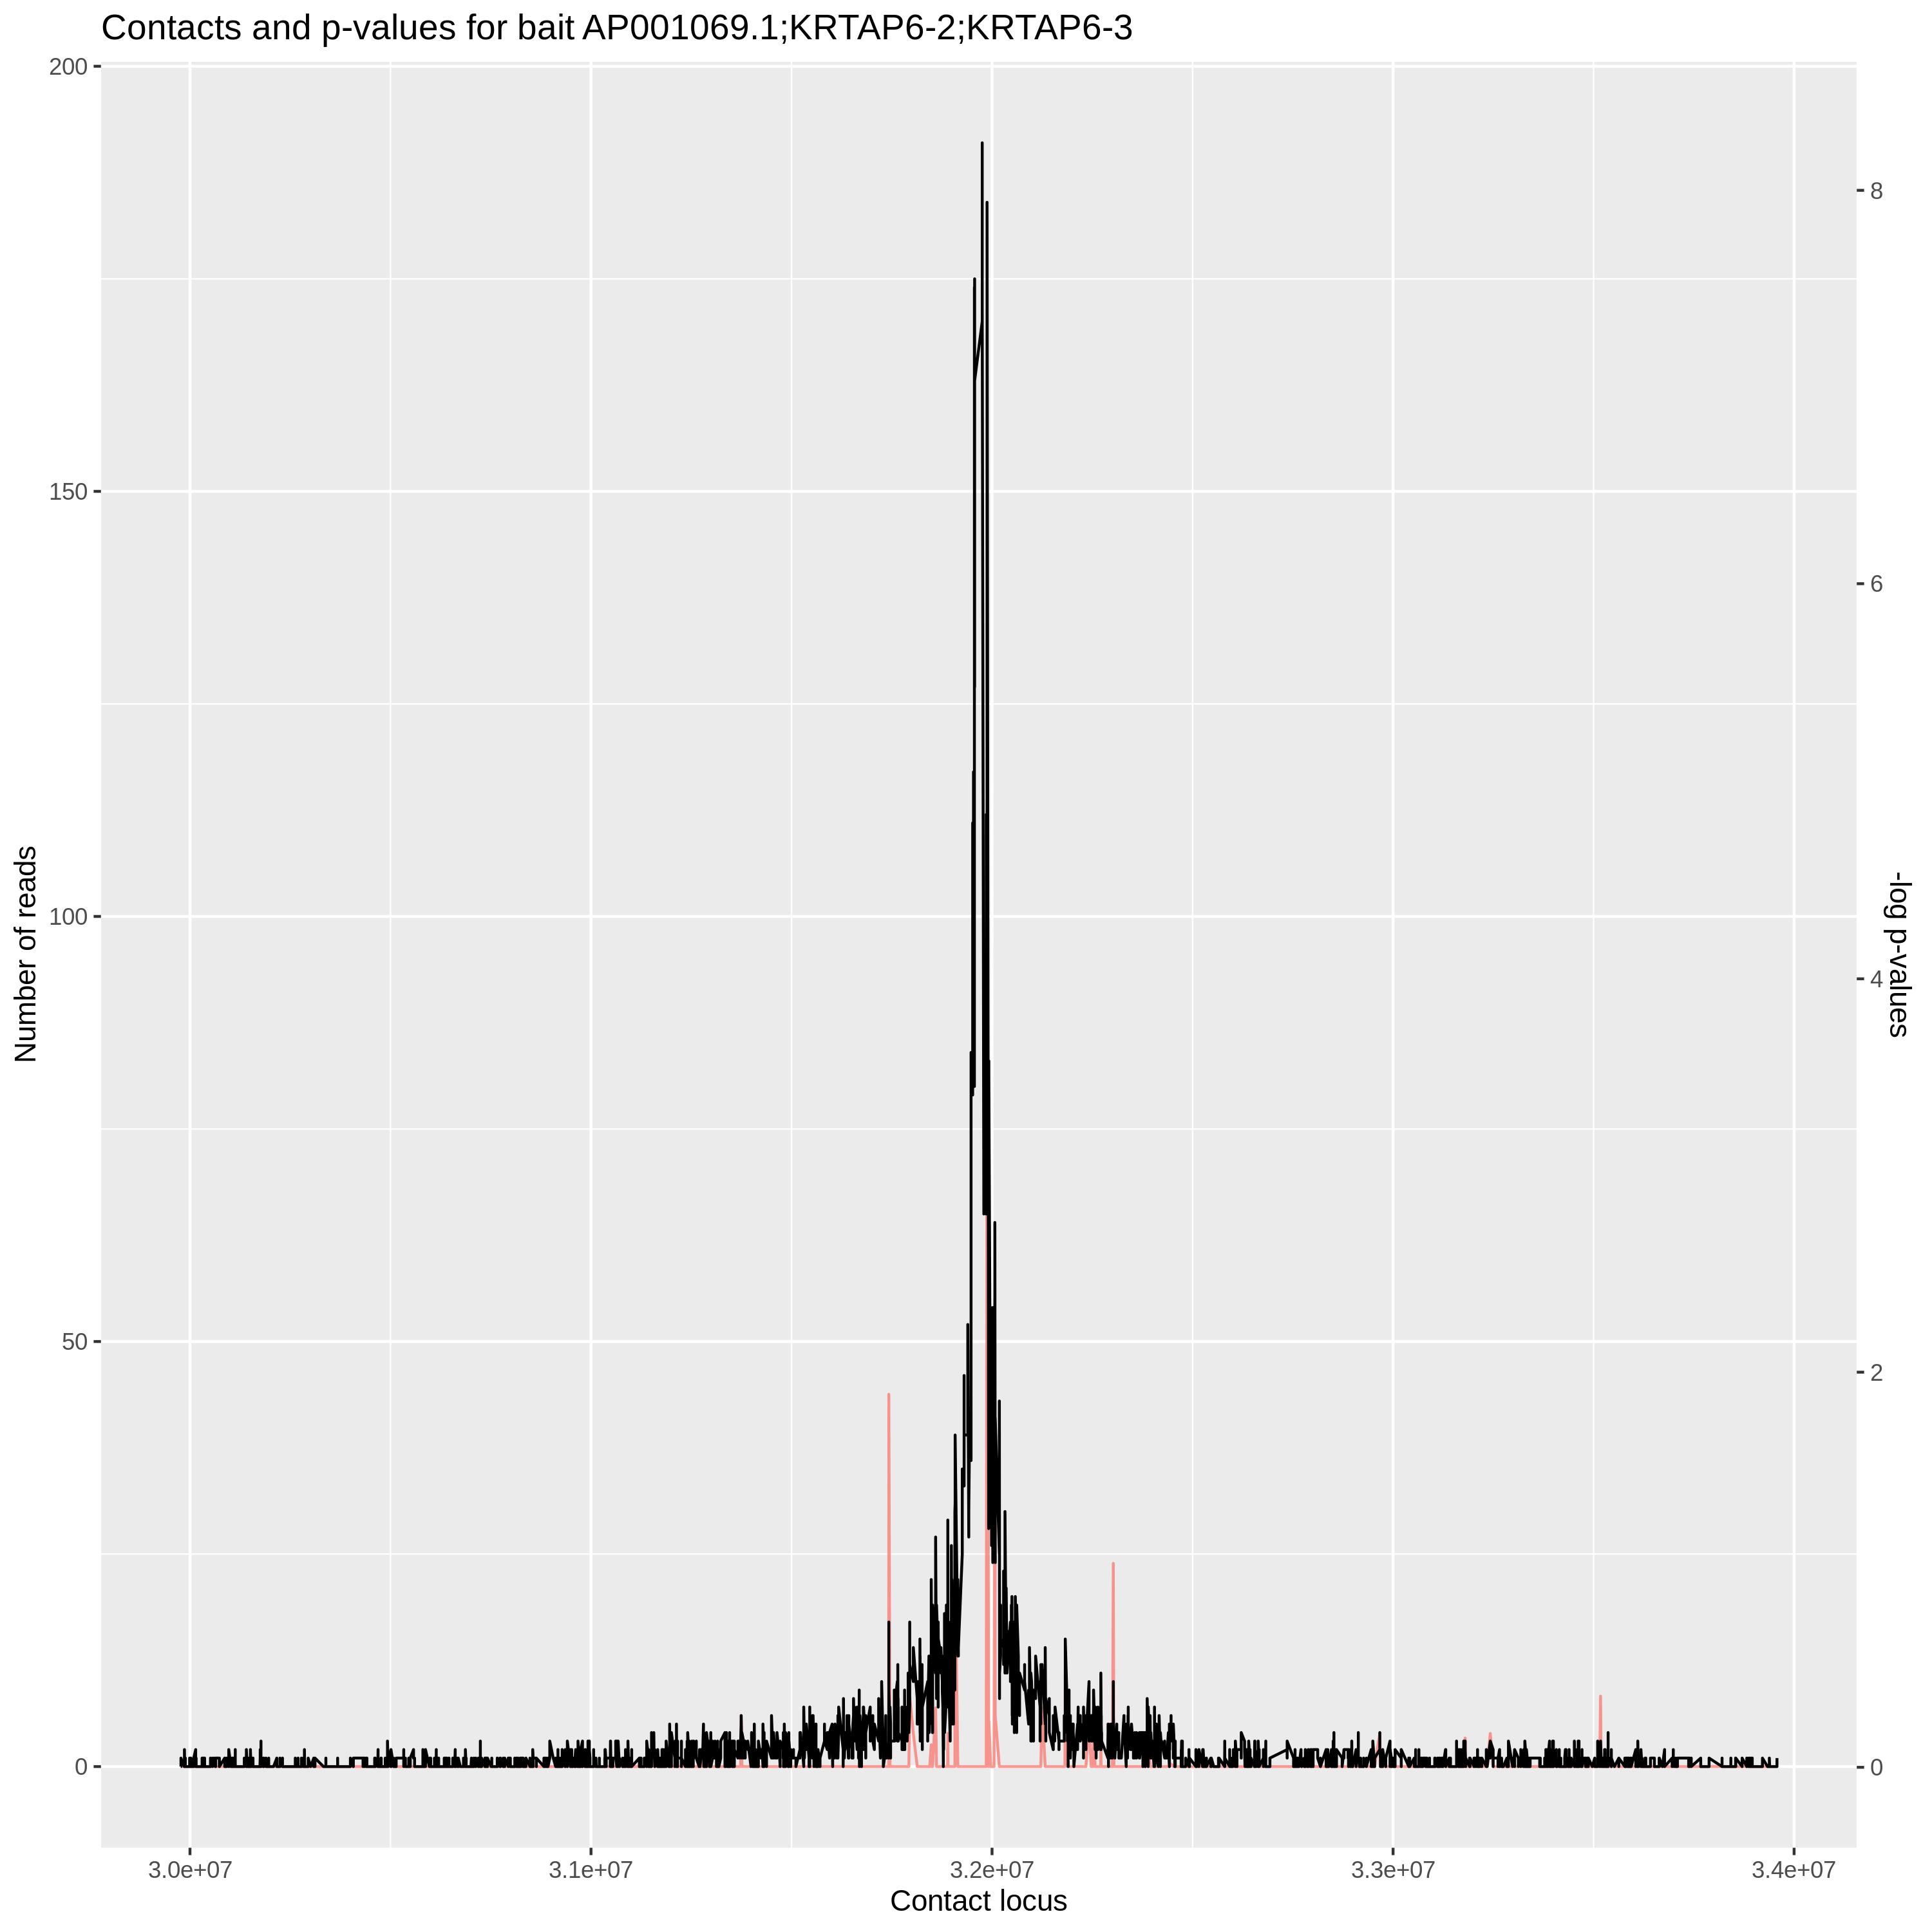 Contacts and p-values for bait AP001069.1;KRTAP6-2;KRTAP6-3
200
150
100
50
0
Number of reads
8
6
4
2
0
-log p-values
3.0e+07
3.1e+07
3.2e+07
3.3e+07
3.4e+07
Contact locus